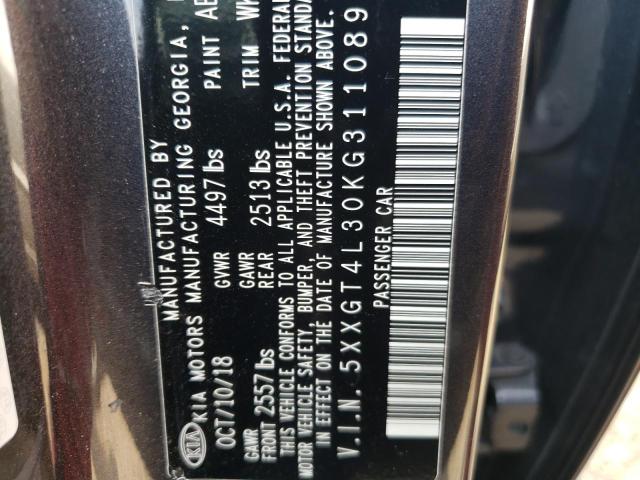 MANUFACTURED BY
KIA KIA MOTORS MANUFACTURING GEORGIA,
OCT/10/18 GVWR 4497 lbs PAINT
GAWR FRONT 2557 lbs GAWR REAR 2513 lbs TRIM
THIS VEHICLE CONFORMS TO ALL APPLICABLE U.S.A. FEDERAL
MOTOR VEHICLE SAFETY, BUMPER, AND THEFT PREVENTION STANDA
IN EFFECT ON THE DATE OF MANUFACTURE SHOWN ABOVE.
V.I.N. 5XXGT4L30KG311089
PASSENGER CAR